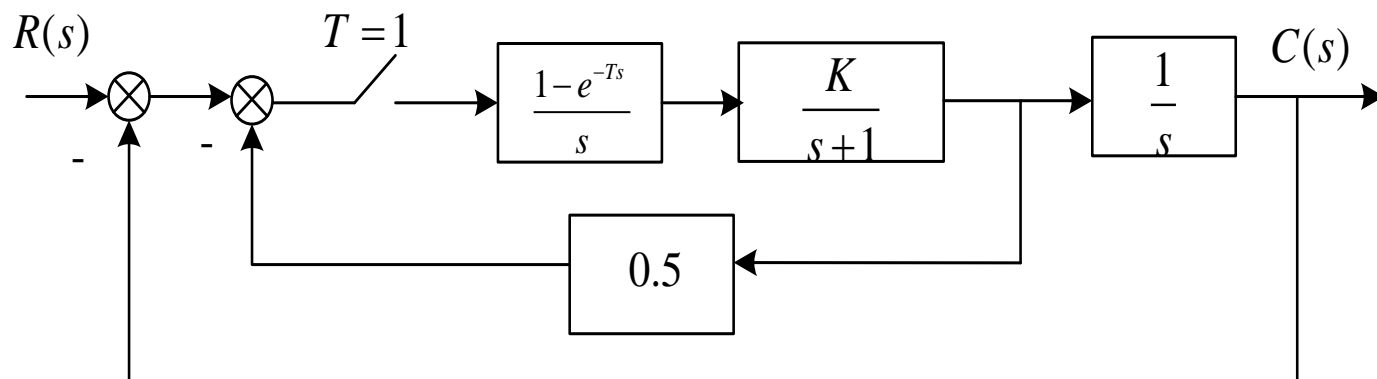 R(s)
T = 1
C(s)
1 − e^{−Ts}
s
K
s + 1
1
s
-
-
0.5